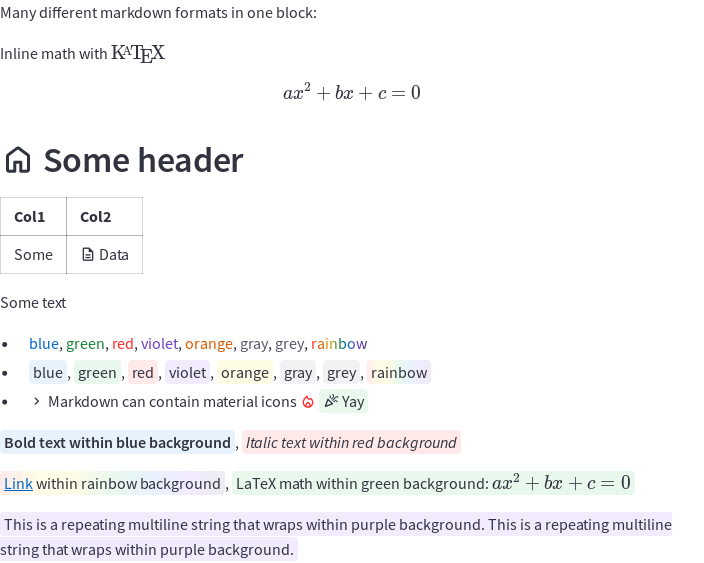 Many different markdown formats in one block:
Inline math with KATEX
ax² + bx + c = 0
Some header
Col1 Col2
Some Data
Some text
• blue, green, red, violet, orange, gray, grey, rainbow
• blue , green , red , violet , orange , gray , grey , rainbow
• Markdown can contain material icons Yay
Bold text within blue background , Italic text within red background
Link within rainbow background , LaTeX math within green background: ax² + bx + c = 0
This is a repeating multiline string that wraps within purple background. This is a repeating multiline
string that wraps within purple background.